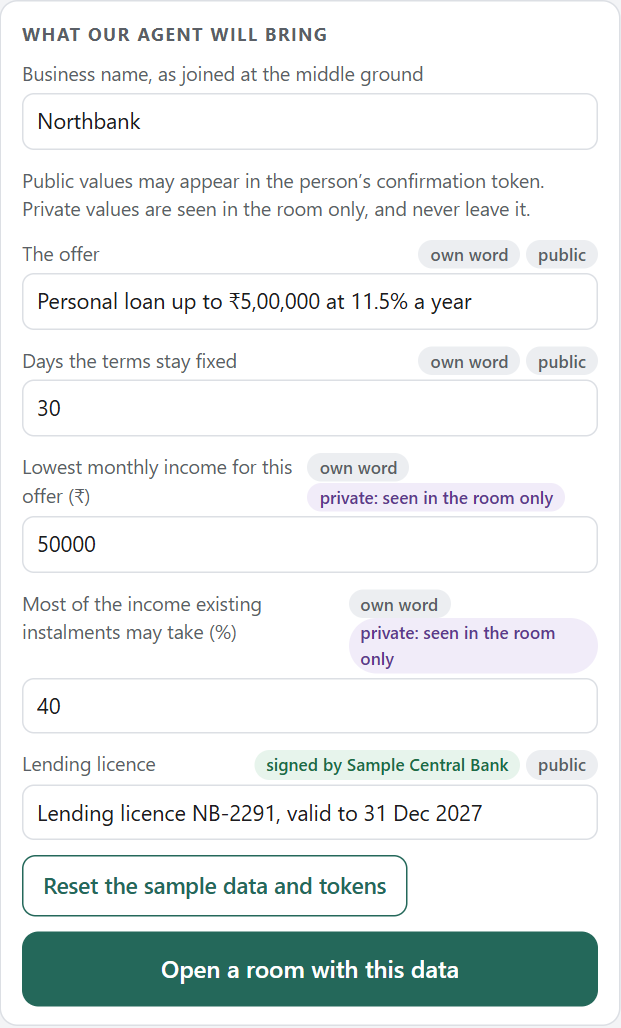 WHAT OUR AGENT WILL BRING
Business name, as joined at the middle ground
Northbank
Public values may appear in the person’s confirmation token.
Private values are seen in the room only, and never leave it.
The offer
own word
public
Personal loan up to ₹5,00,000 at 11.5% a year
Days the terms stay fixed
own word
public
30
Lowest monthly income for this
offer (₹)
own word
private: seen in the room only
50000
Most of the income existing
instalments may take (%)
own word
private: seen in the room
only
40
Lending licence
signed by Sample Central Bank
public
Lending licence NB-2291, valid to 31 Dec 2027
Reset the sample data and tokens
Open a room with this data